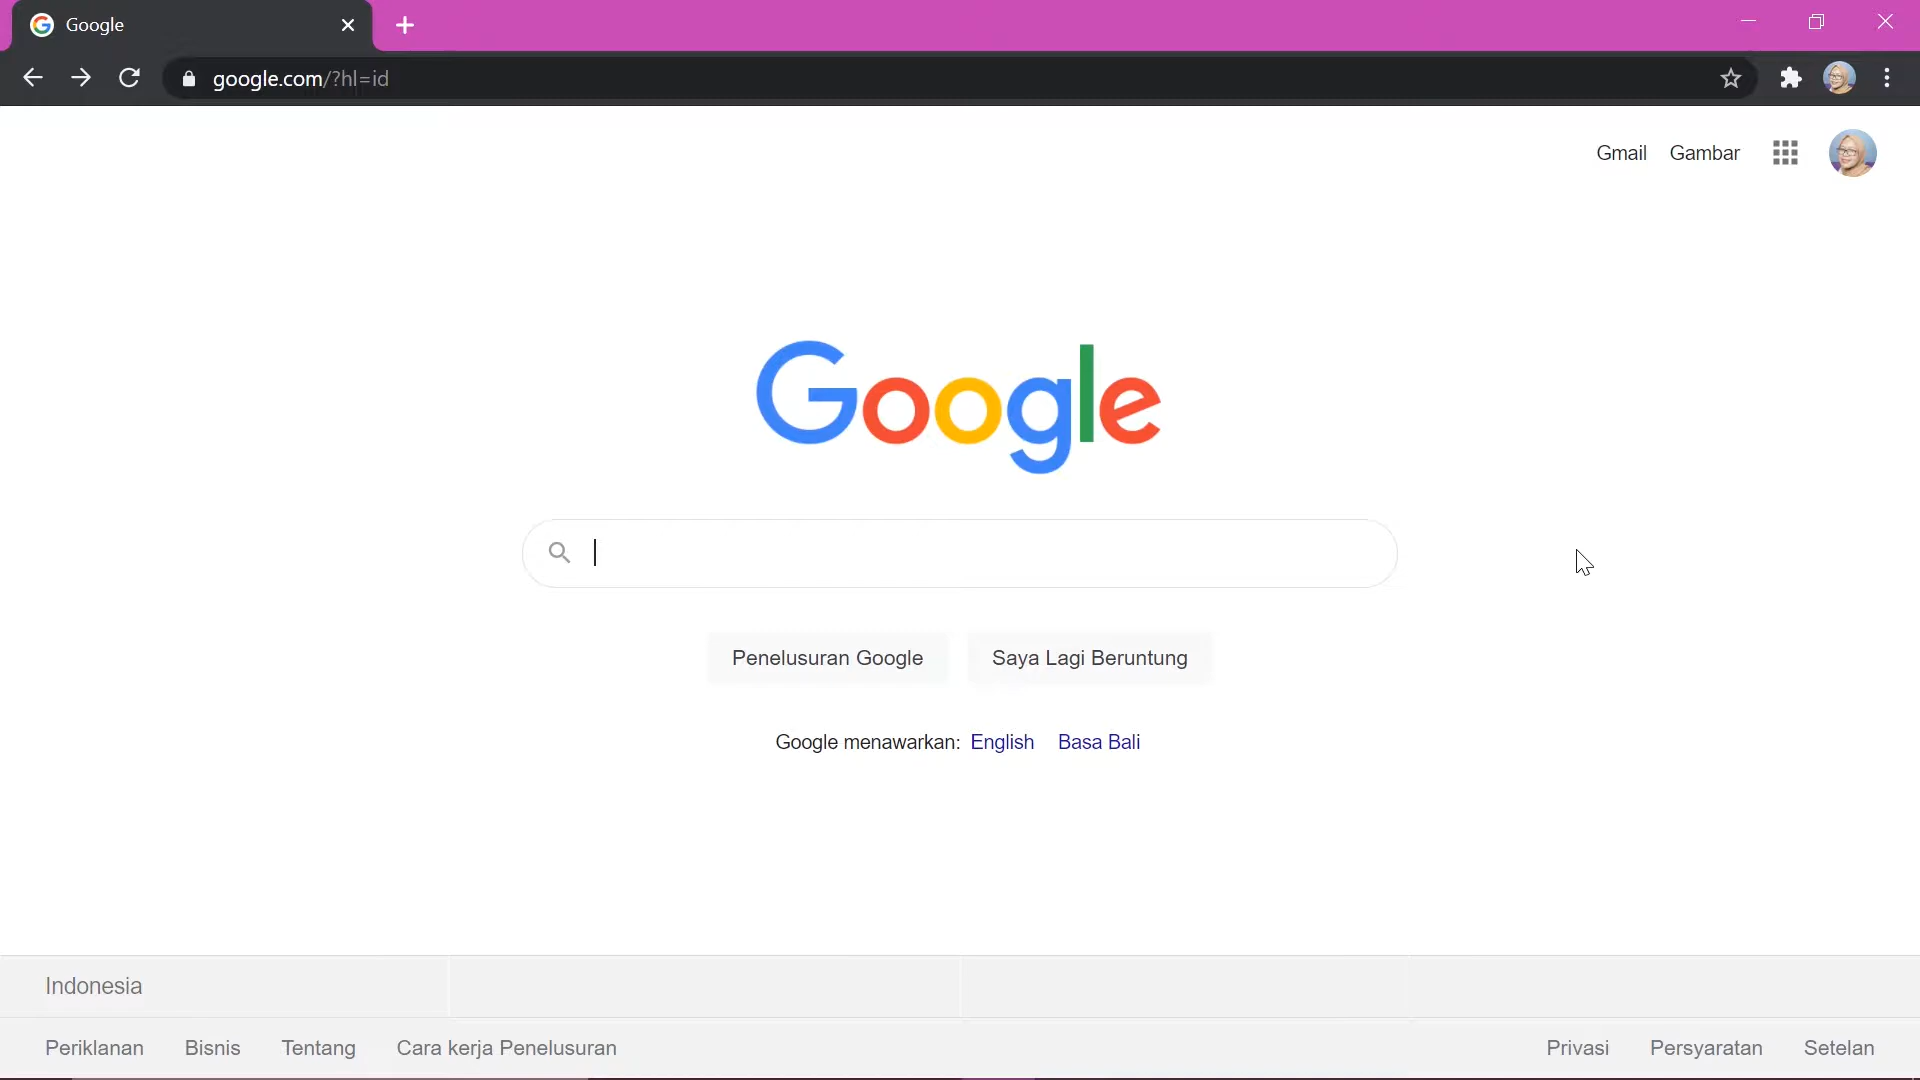 Google
google.com/?hl=id
Gmail Gambar
Google
Penelusuran Google Saya Lagi Beruntung
Google menawarkan: English Basa Bali
Indonesia
Periklanan Bisnis Tentang Cara kerja Penelusuran Privasi Persyaratan Setelan